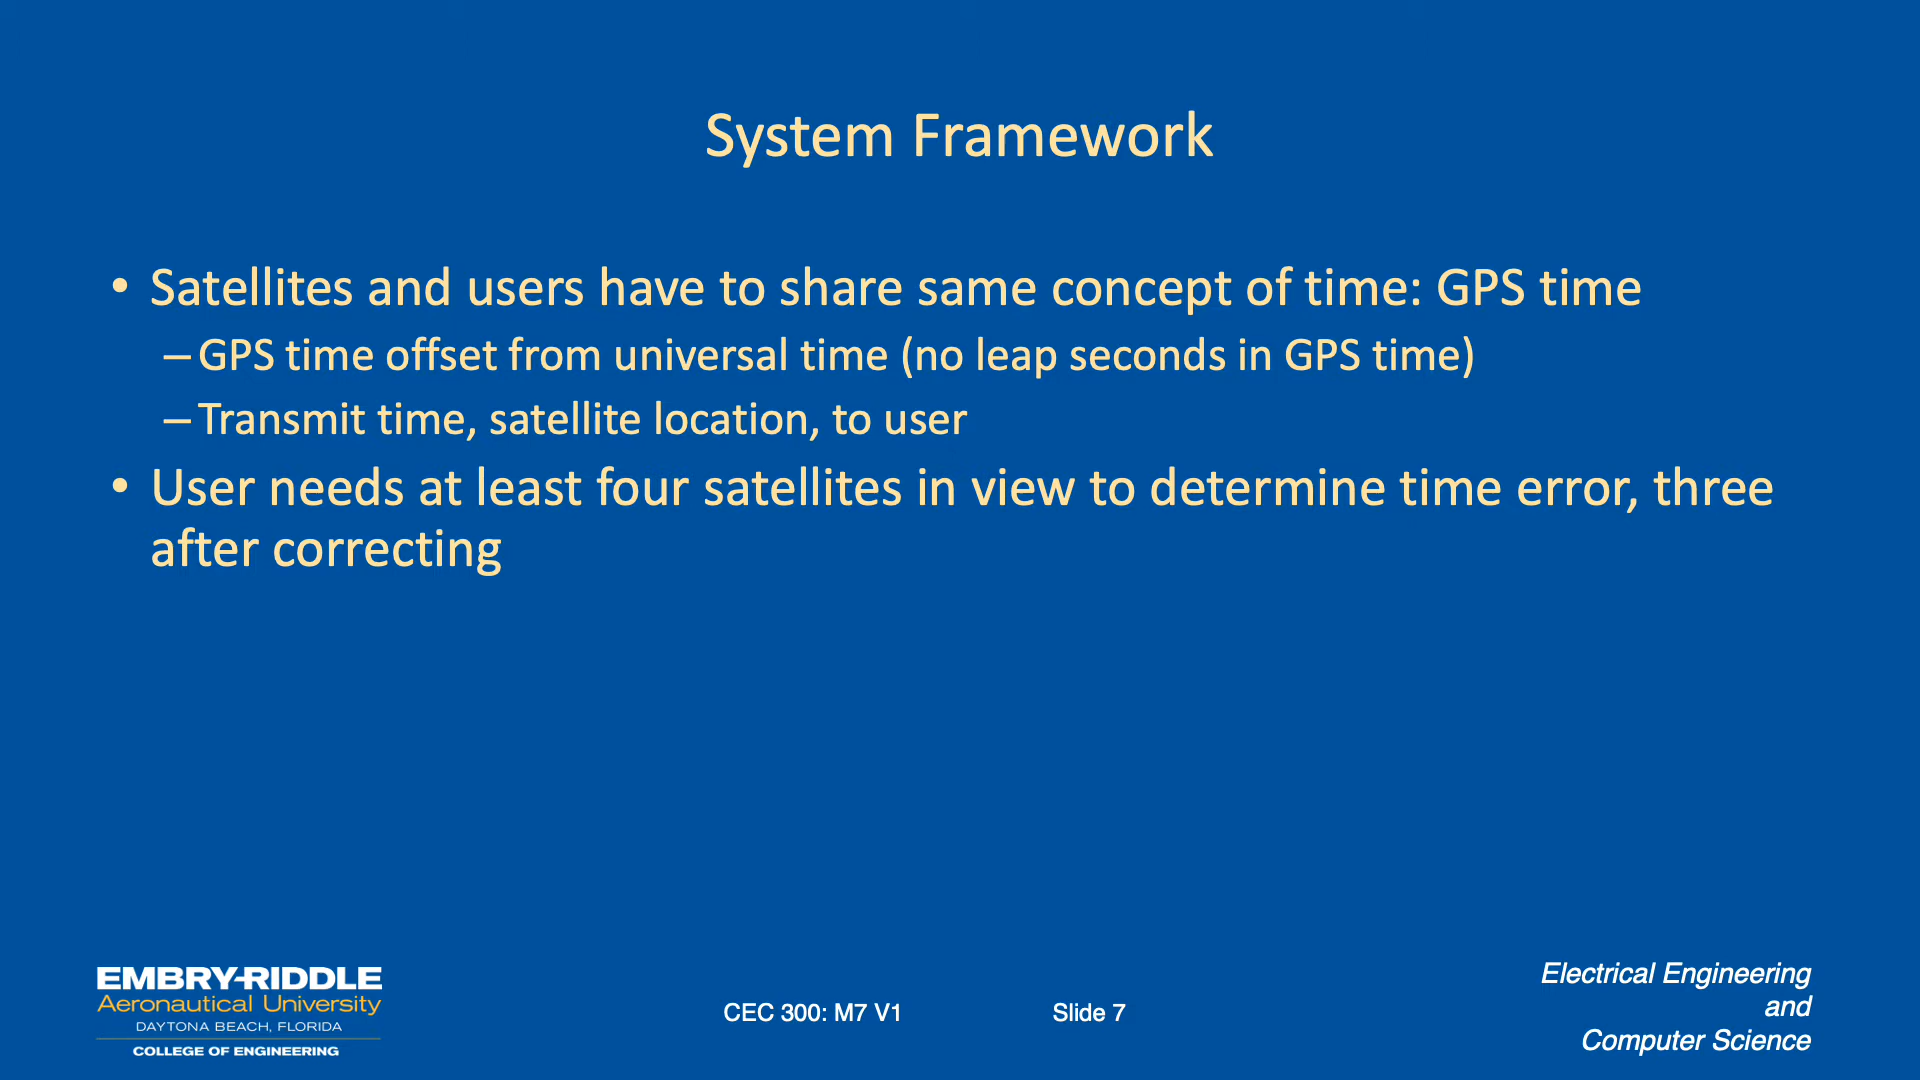 System Framework
• Satellites and users have to share same concept of time: GPS time
– GPS time offset from universal time (no leap seconds in GPS time)
– Transmit time, satellite location, to user
• User needs at least four satellites in view to determine time error, three
after correcting
EMBRY-RIDDLE
Aeronautical University
DAYTONA BEACH, FLORIDA
COLLEGE OF ENGINEERING
CEC 300: M7 V1
Slide 7
Electrical Engineering
and
Computer Science